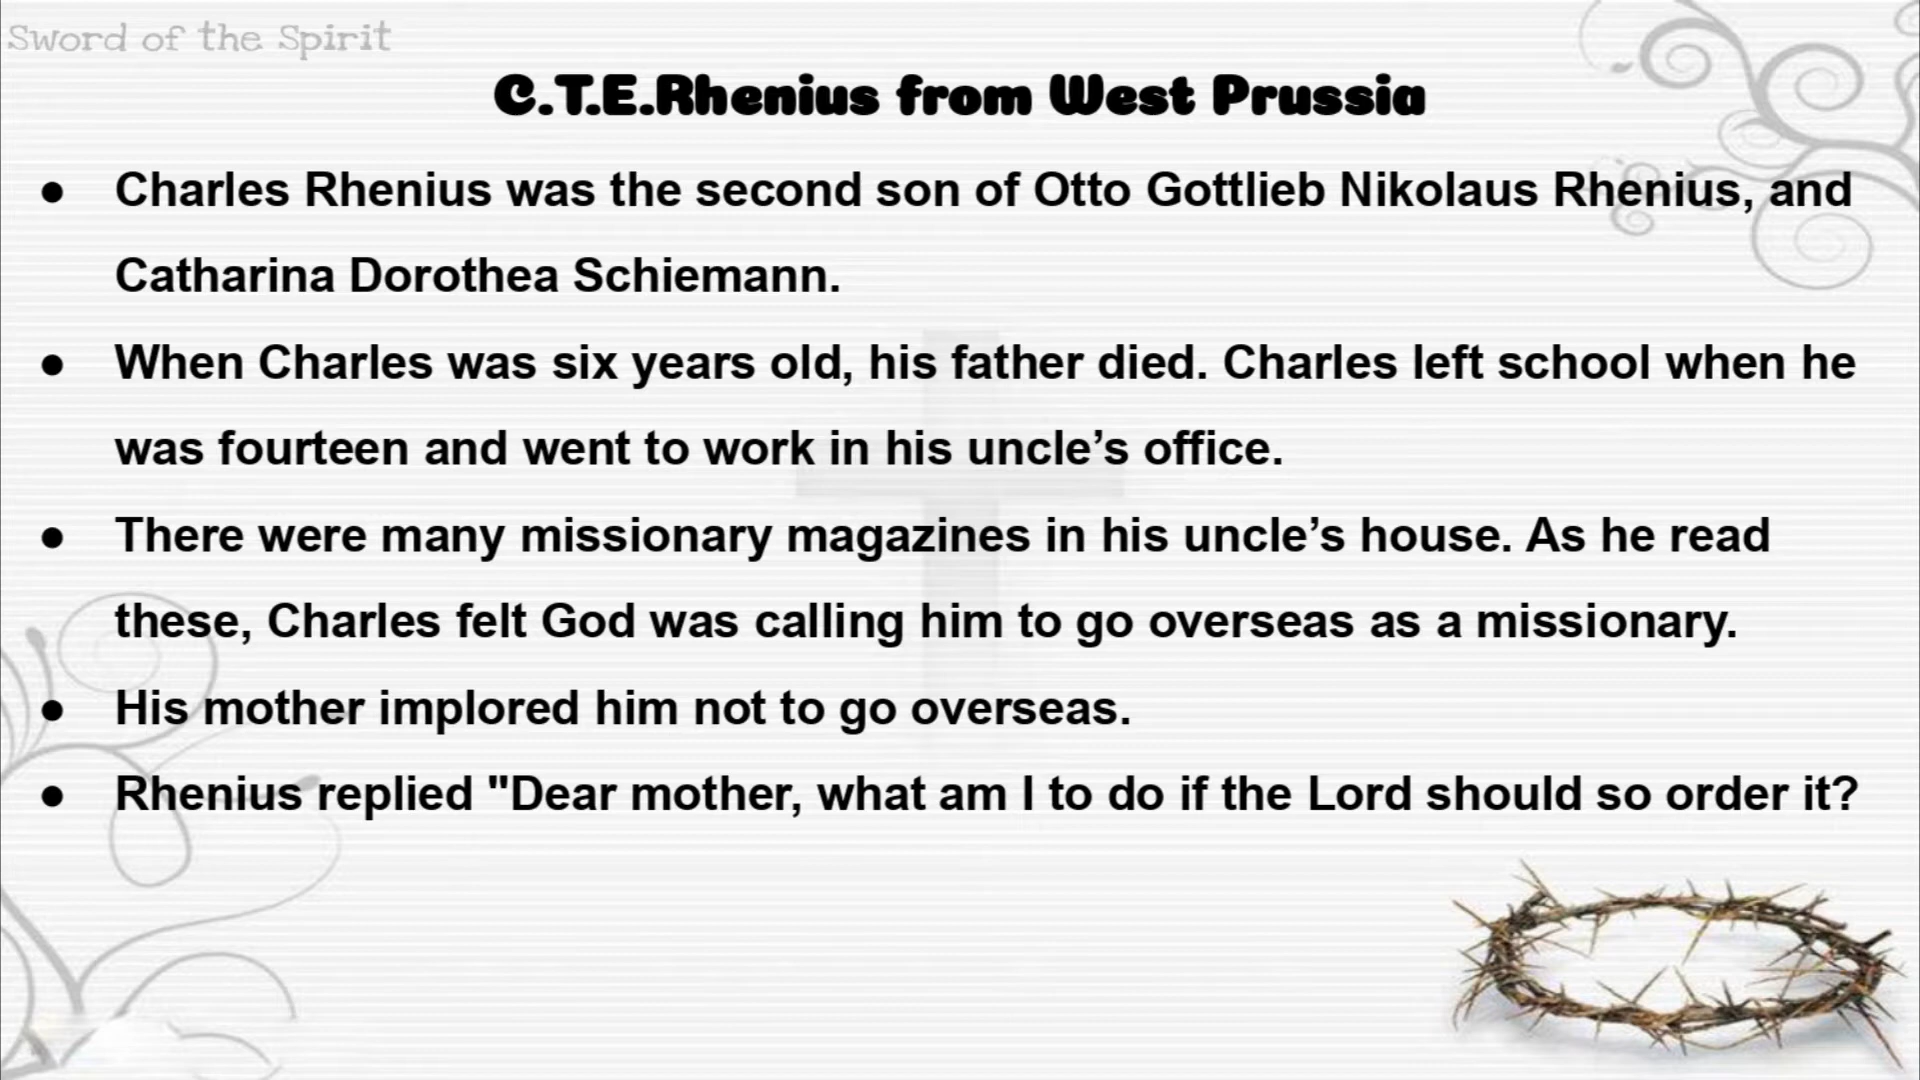 Sword of the Spirit
C.T.E.Rhenius from West Prussia
● Charles Rhenius was the second son of Otto Gottlieb Nikolaus Rhenius, and
Catharina Dorothea Schiemann.
● When Charles was six years old, his father died. Charles left school when he
was fourteen and went to work in his uncle’s office.
● There were many missionary magazines in his uncle’s house. As he read
these, Charles felt God was calling him to go overseas as a missionary.
● His mother implored him not to go overseas.
● Rhenius replied "Dear mother, what am I to do if the Lord should so order it?